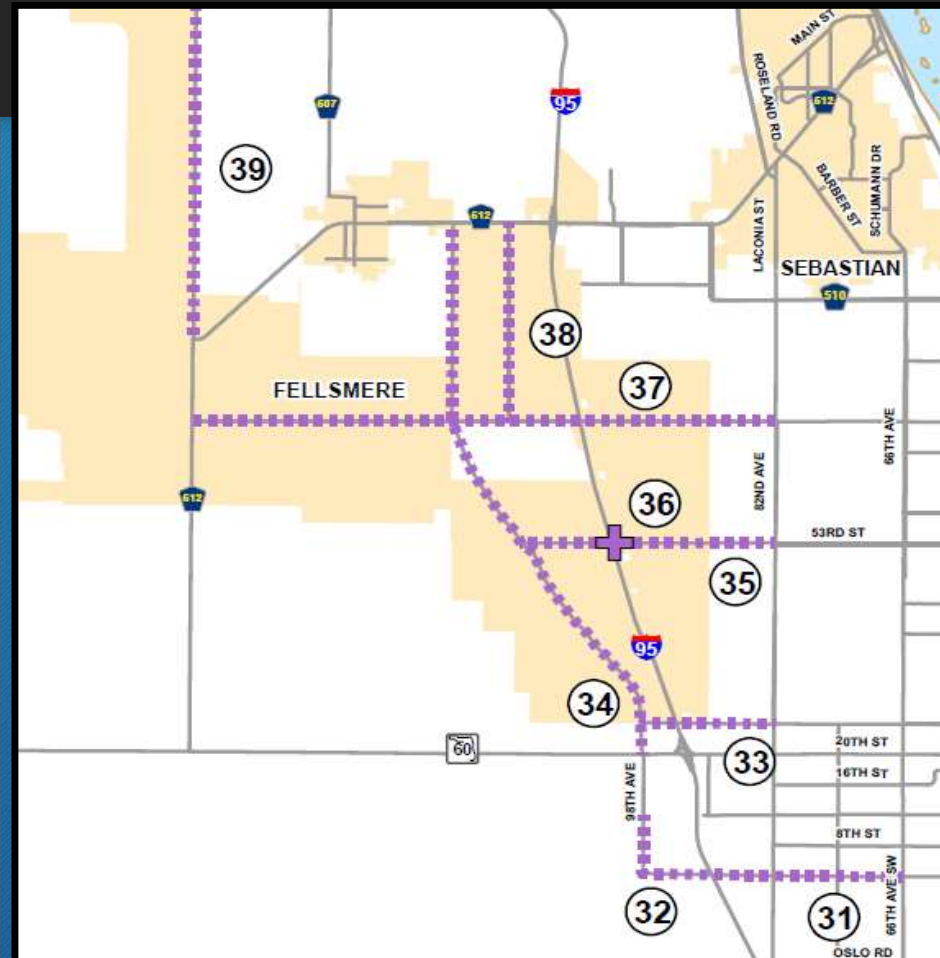 MAIN ST
ROSELAND RD
607
95
512
39
BARBER ST
SCHUMANN DR
512
LACONIA ST
SEBASTIAN
510
38
37
FELLSMERE
66TH AVE
82ND AVE
512
36
53RD ST
35
95
34
60
33
20TH ST
16TH ST
98TH AVE
8TH ST
66TH AVE SW
32
31
OSLO RD